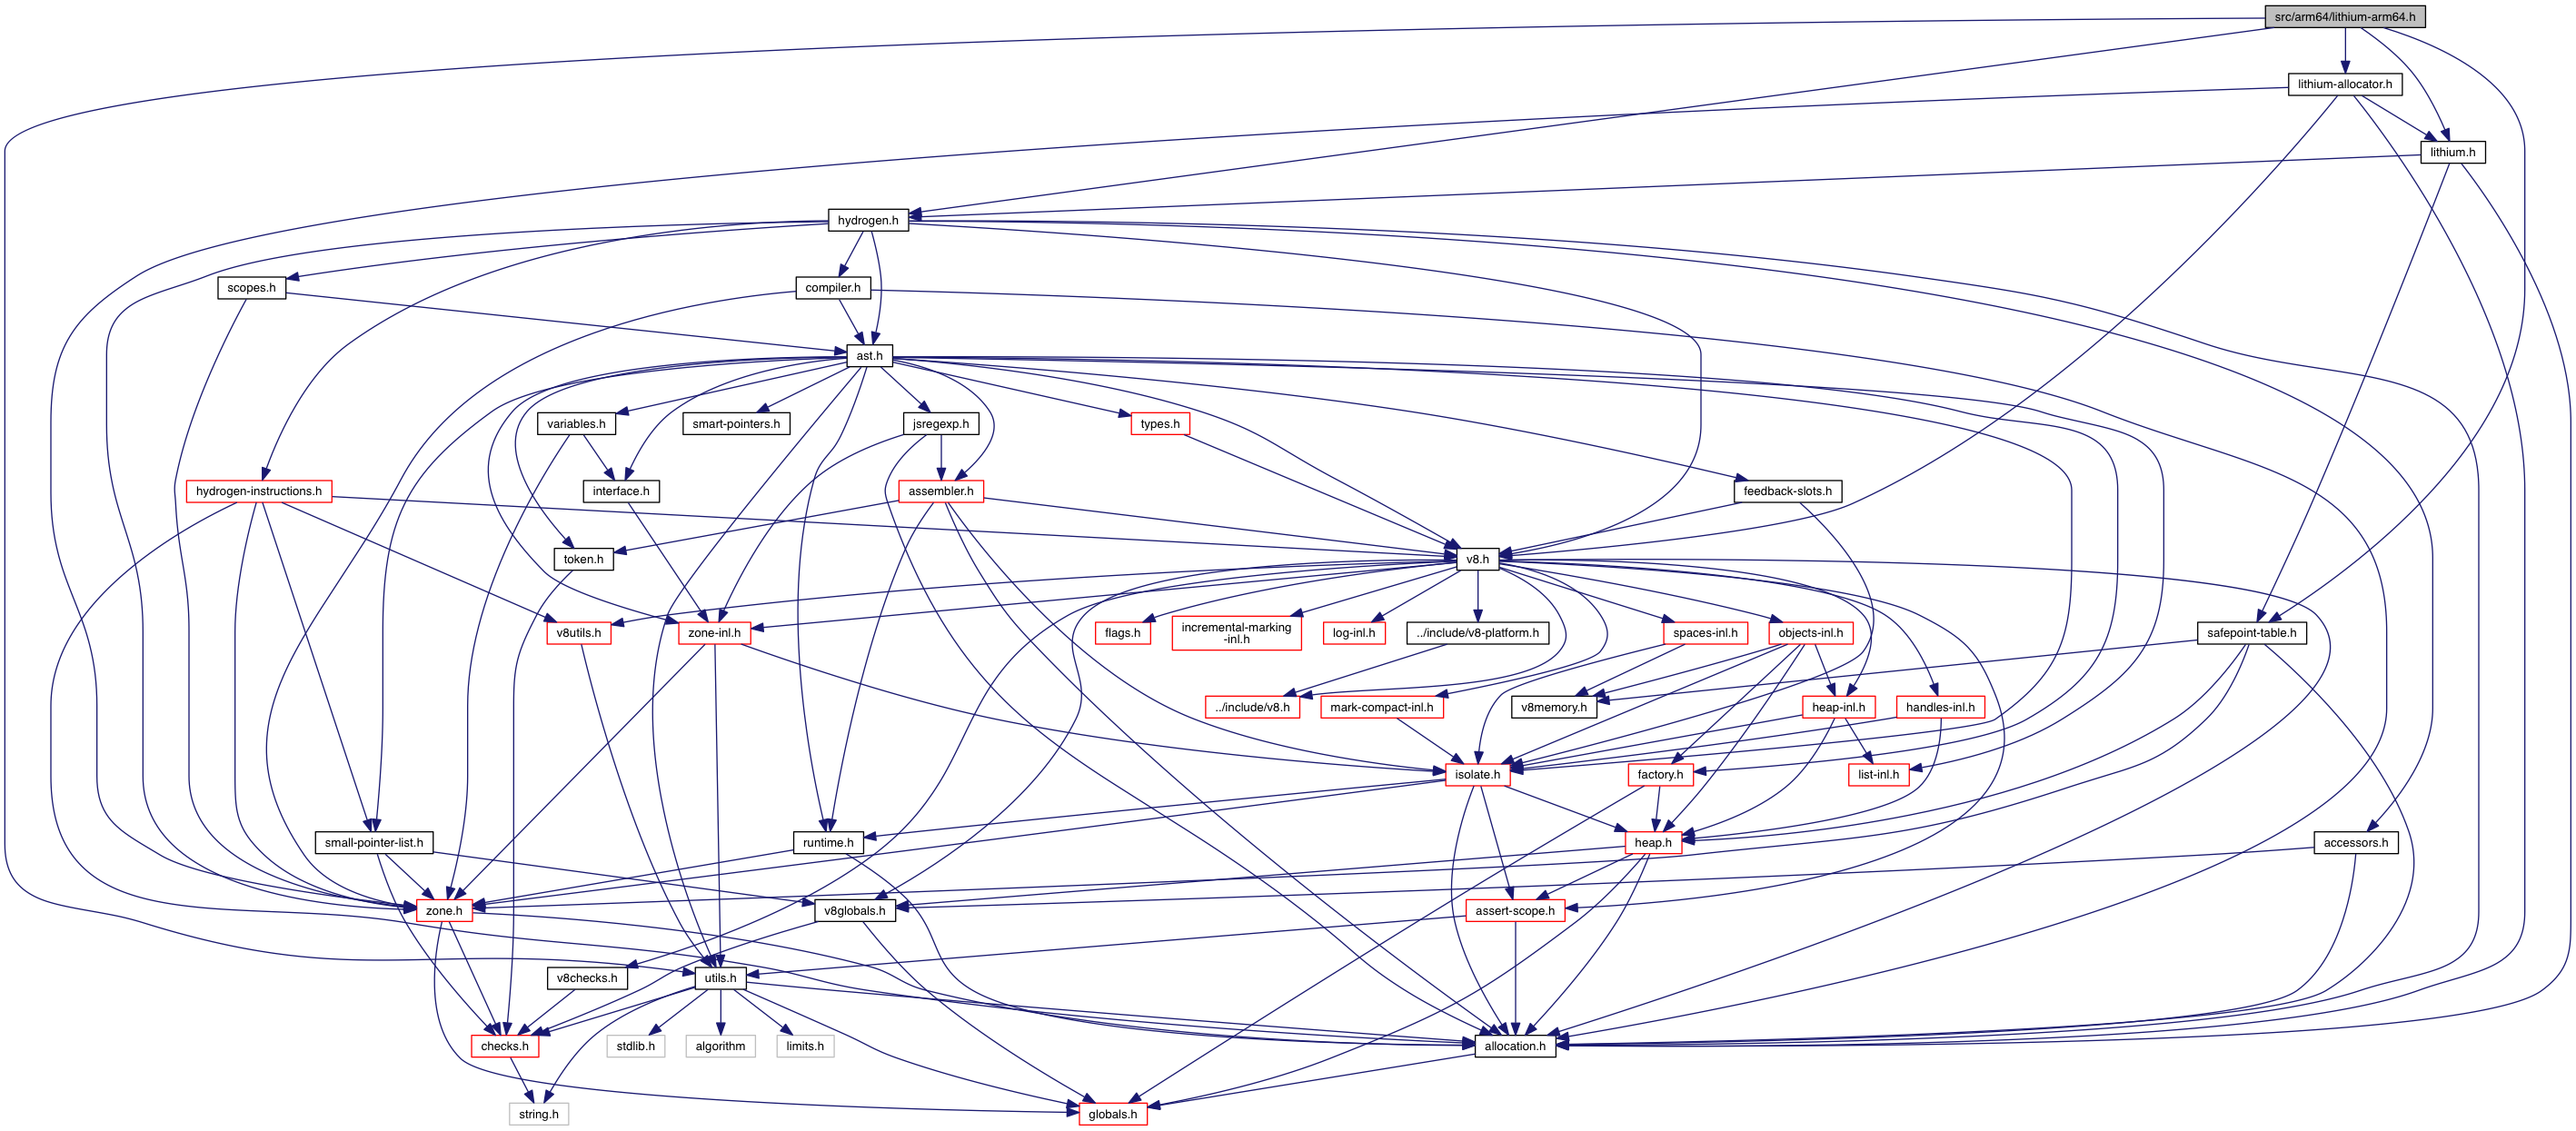 src/arm64/lithium-arm64.h
lithium-allocator.h
lithium.h
hydrogen.h
scopes.h
compiler.h
ast.h
variables.h
smart-pointers.h
jsregexp.h
types.h
hydrogen-instructions.h
interface.h
assembler.h
feedback-slots.h
token.h
v8.h
v8utils.h
zone-inl.h
flags.h
incremental-marking
-inl.h
log-inl.h
../include/v8-platform.h
spaces-inl.h
objects-inl.h
safepoint-table.h
../include/v8.h
mark-compact-inl.h
v8memory.h
heap-inl.h
handles-inl.h
isolate.h
factory.h
list-inl.h
small-pointer-list.h
runtime.h
heap.h
accessors.h
zone.h
v8globals.h
assert-scope.h
v8checks.h
utils.h
checks.h
stdlib.h
algorithm
limits.h
allocation.h
string.h
globals.h